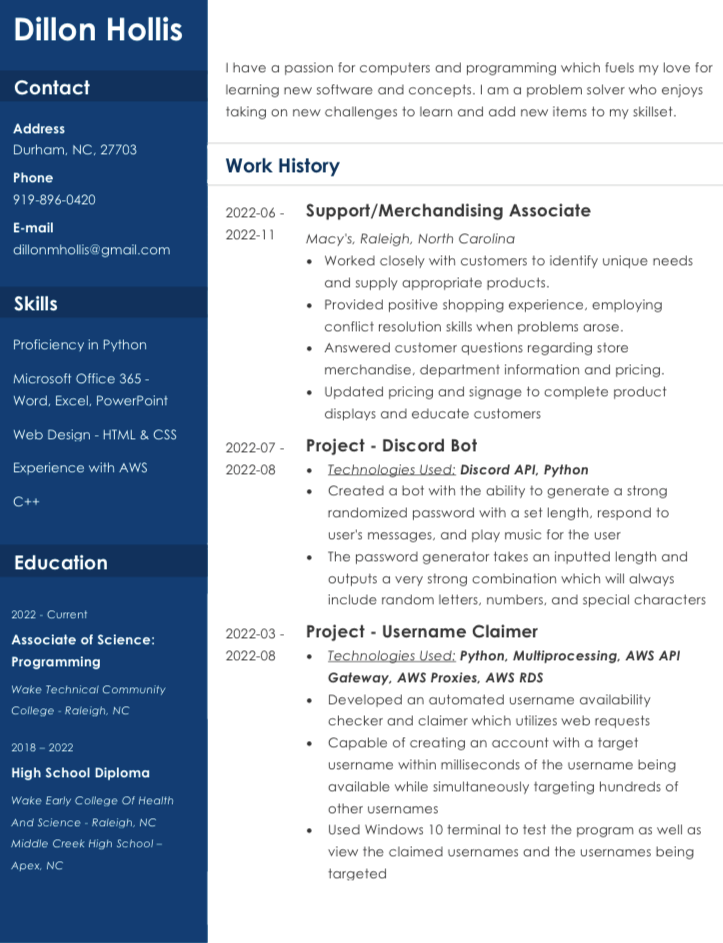 Dillon Hollis
Contact
Address
Durham, NC, 27703
Phone
919-896-0420
E-mail
dillonmhollis@gmail.com
Skills
Proficiency in Python
Microsoft Office 365 -
Word, Excel, PowerPoint
Web Design - HTML & CSS
Experience with AWS
C++
Education
2022 - Current
Associate of Science:
Programming
Wake Technical Community
College - Raleigh, NC
2018 – 2022
High School Diploma
Wake Early College Of Health
And Science - Raleigh, NC
Middle Creek High School –
Apex, NC
I have a passion for computers and programming which fuels my love for
learning new software and concepts. I am a problem solver who enjoys
taking on new challenges to learn and add new items to my skillset.
Work History
2022-06 -
2022-11
Support/Merchandising Associate
Macy's, Raleigh, North Carolina
• Worked closely with customers to identify unique needs
and supply appropriate products.
• Provided positive shopping experience, employing
conflict resolution skills when problems arose.
• Answered customer questions regarding store
merchandise, department information and pricing.
• Updated pricing and signage to complete product
displays and educate customers
2022-07 -
2022-08
Project - Discord Bot
• Technologies Used: Discord API, Python
• Created a bot with the ability to generate a strong
randomized password with a set length, respond to
user's messages, and play music for the user
• The password generator takes an inputted length and
outputs a very strong combination which will always
include random letters, numbers, and special characters
2022-03 -
2022-08
Project - Username Claimer
• Technologies Used: Python, Multiprocessing, AWS API
Gateway, AWS Proxies, AWS RDS
• Developed an automated username availability
checker and claimer which utilizes web requests
• Capable of creating an account with a target
username within milliseconds of the username being
available while simultaneously targeting hundreds of
other usernames
• Used Windows 10 terminal to test the program as well as
view the claimed usernames and the usernames being
targeted